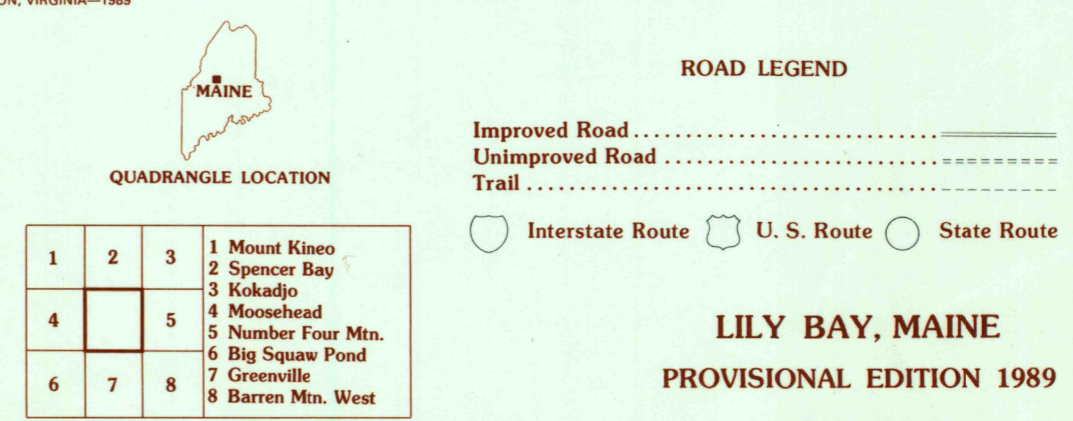 VIRGINIA—1989
MAINE
QUADRANGLE LOCATION
1 2 3
4 5
6 7 8
1 Mount Kineo
2 Spencer Bay
3 Kokadjo
4 Moosehead
5 Number Four Mtn.
6 Big Squaw Pond
7 Greenville
8 Barren Mtn. West
ROAD LEGEND
Improved Road
Unimproved Road
Trail
Interstate Route U. S. Route State Route
LILY BAY, MAINE
PROVISIONAL EDITION 1989